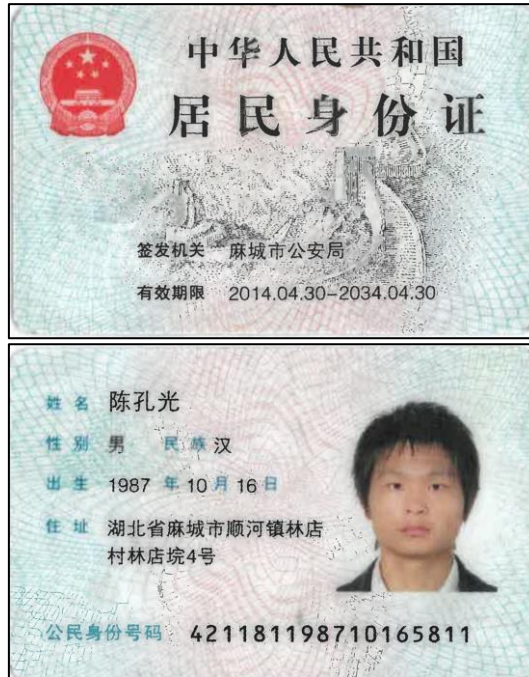 中华人民共和国
居民身份证
签发机关 麻城市公安局
有效期限 2014.04.30-2034.04.30
姓名 陈孔光
性别 男 民族 汉
出生 1987 年 10 月 16 日
住址 湖北省麻城市顺河镇林店
村林店垸4号
公民身份号码 421181198710165811